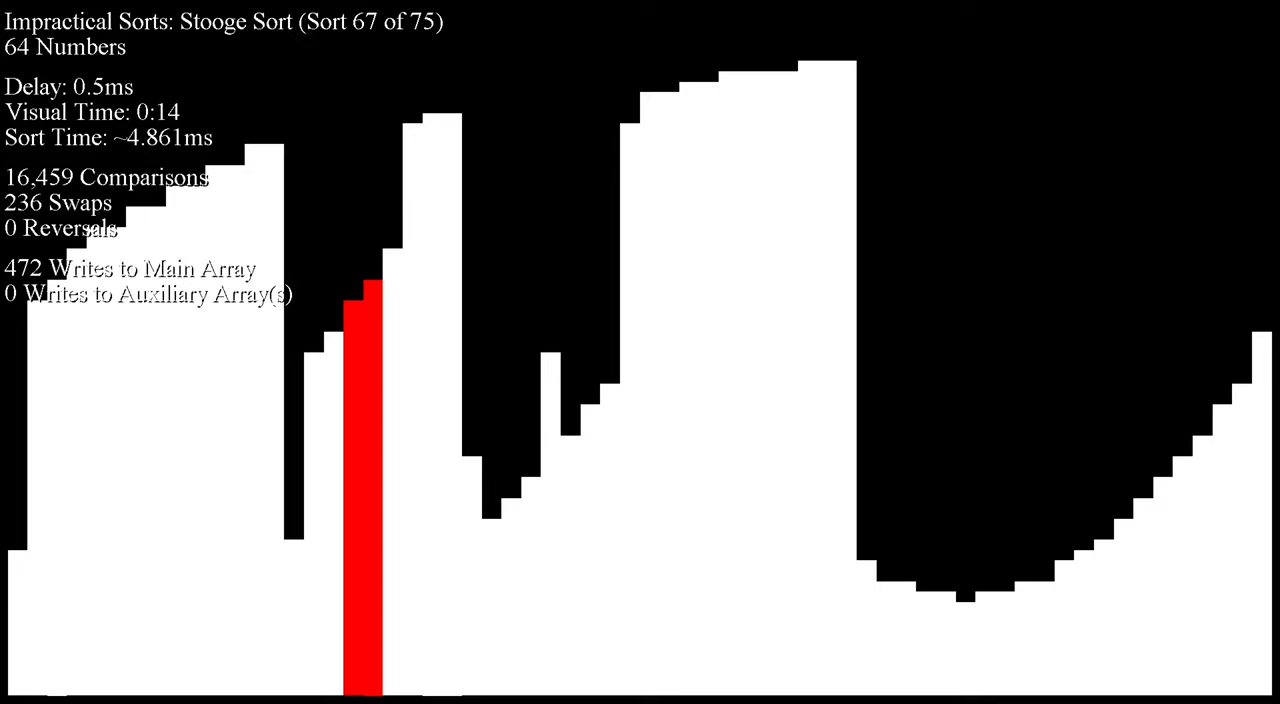 Impractical Sorts: Stooge Sort (Sort 67 of 75)
64 Numbers
Delay: 0.5ms
Visual Time: 0:14
Sort Time: ~4.861ms
16,459 Comparisons
236 Swaps
0 Reversals
472 Writes to Main Array
0 Writes to Auxiliary Array(s)